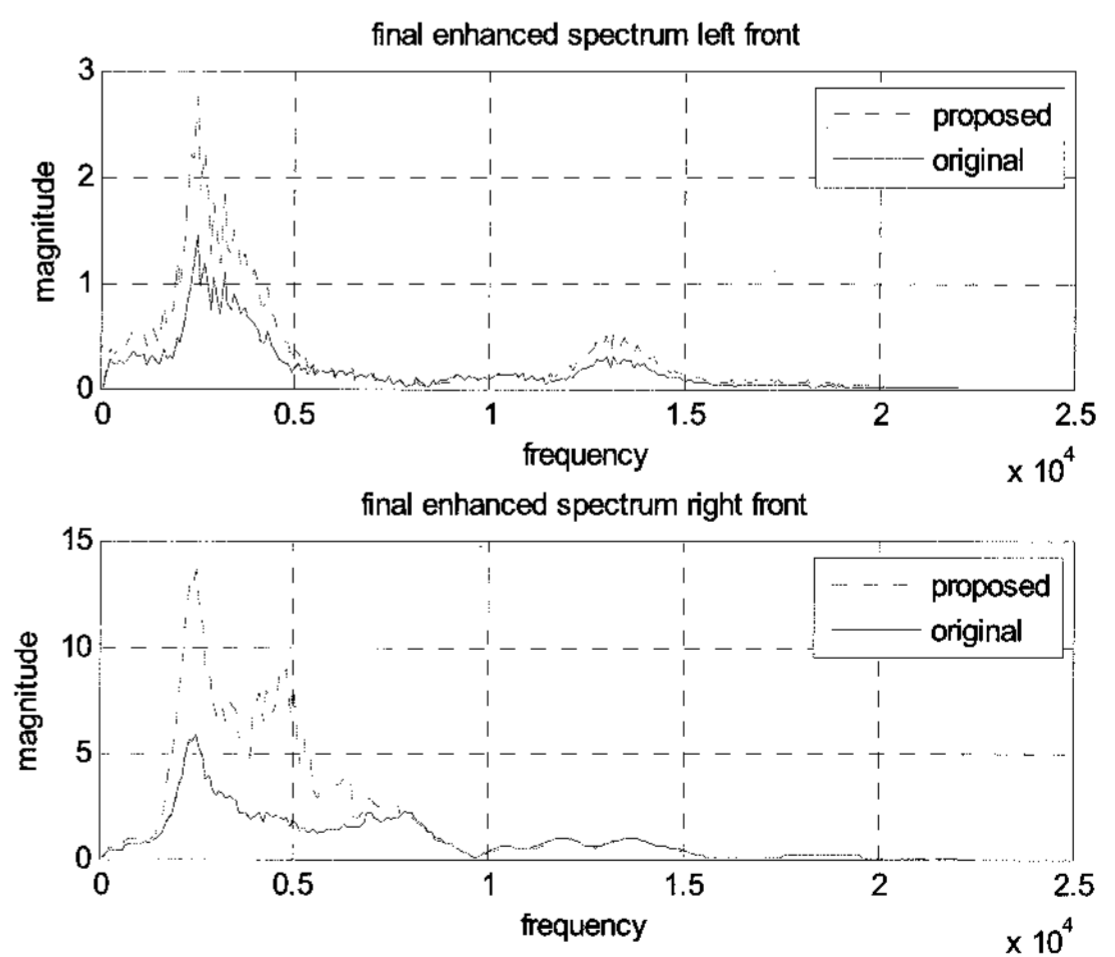 final enhanced spectrum left front
3
2
1
0
magnitude
proposed
original
0 0.5 1 1.5 2 2.5
frequency
x 10^4
final enhanced spectrum right front
15
10
5
0
magnitude
proposed
original
0 0.5 1 1.5 2 2.5
frequency
x 10^4